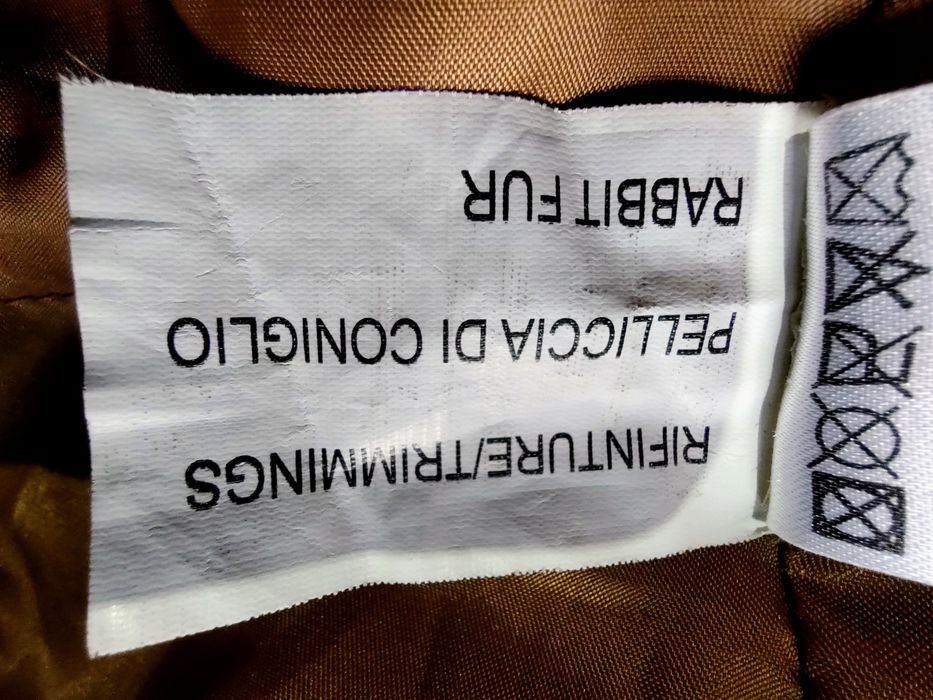 RIFINTURE/TRIMMINGS
PELLICCIA DI CONIGLIO
RABBIT FUR